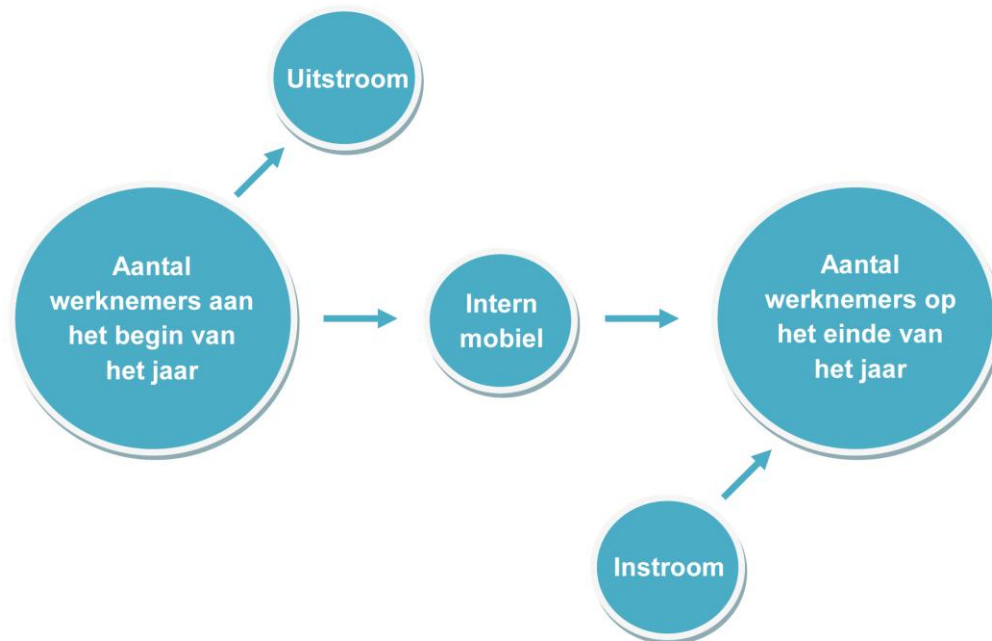 Uitstroom
Aantal
werknemers aan
het begin van
het jaar
Intern
mobiel
Aantal
werknemers op
het einde van
het jaar
Instroom